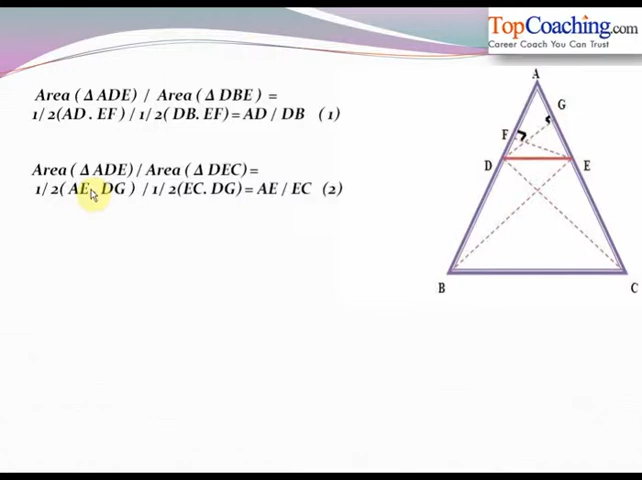 TopCoaching.com
Career Coach You Can Trust
Area ( Δ ADE) / Area ( Δ DBE ) =
1/2(AD . EF ) / 1/2( DB. EF)= AD / DB ( 1 )
Area ( Δ ADE) / Area ( Δ DEC)=
1/2( AE. DG ) / 1/2(EC. DG)= AE / EC (2)
A
G
F
D
E
B
C